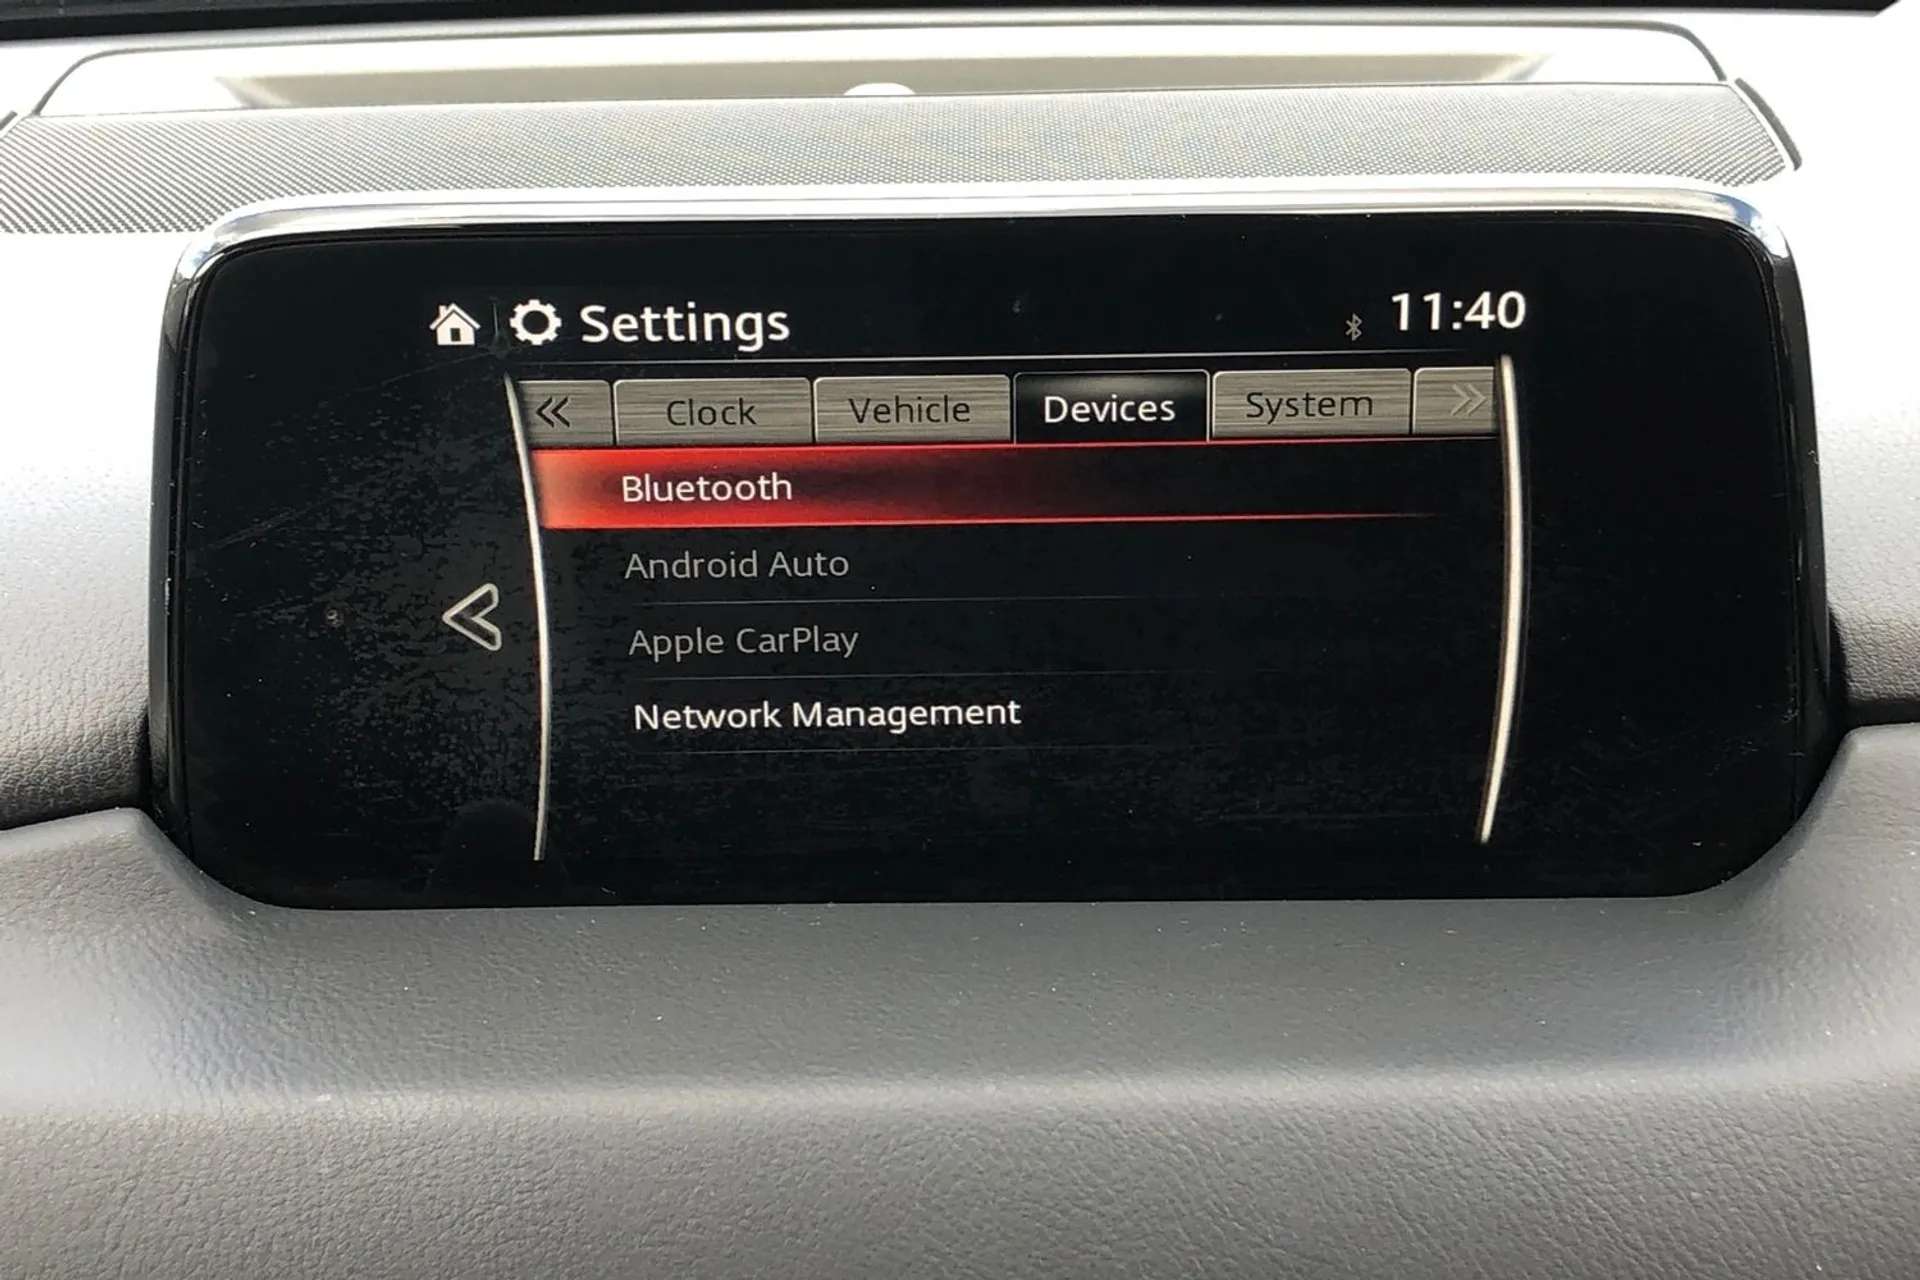 Settings 11:40
Clock Vehicle Devices System
Bluetooth
Android Auto
Apple CarPlay
Network Management